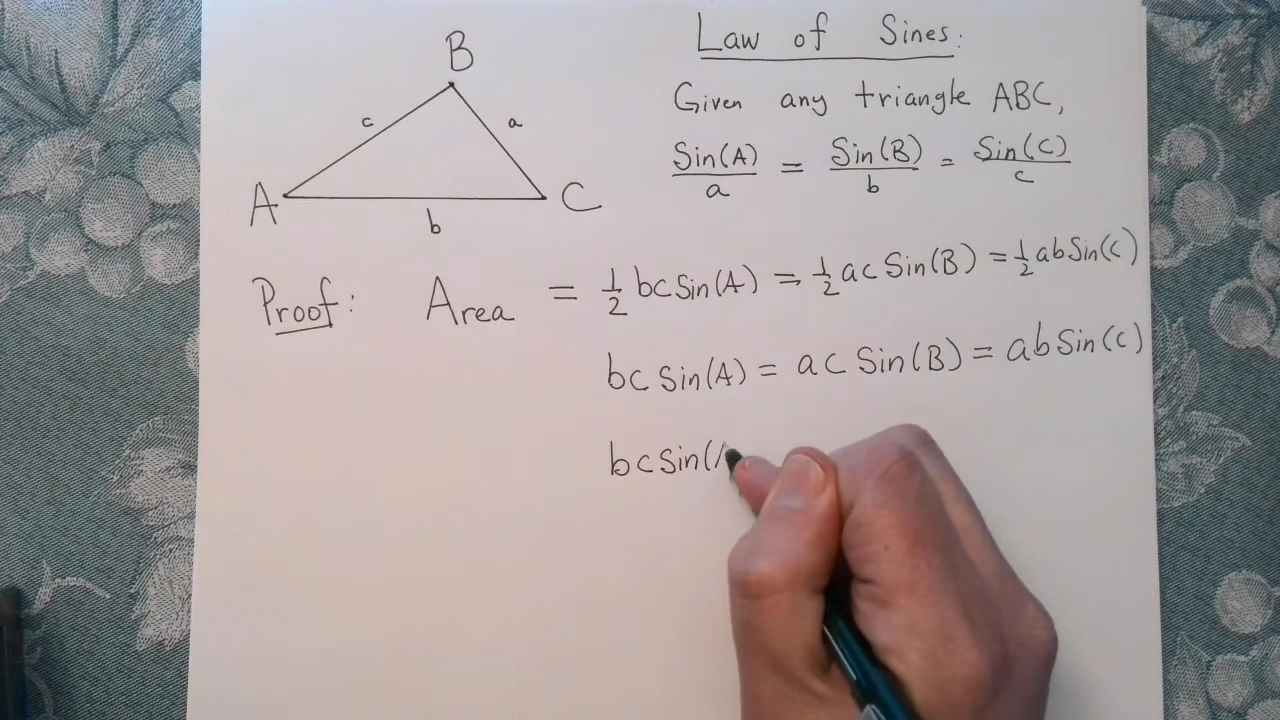 B
c
a
A
C
b
Law of Sines:
Given any triangle ABC,
Sin(A)/a = Sin(B)/b = Sin(C)/c
Proof: Area = 1/2 bc Sin(A) = 1/2 ac Sin(B) = 1/2 ab Sin(C)
bc Sin(A) = ac Sin(B) = ab Sin(C)
bc Sin(